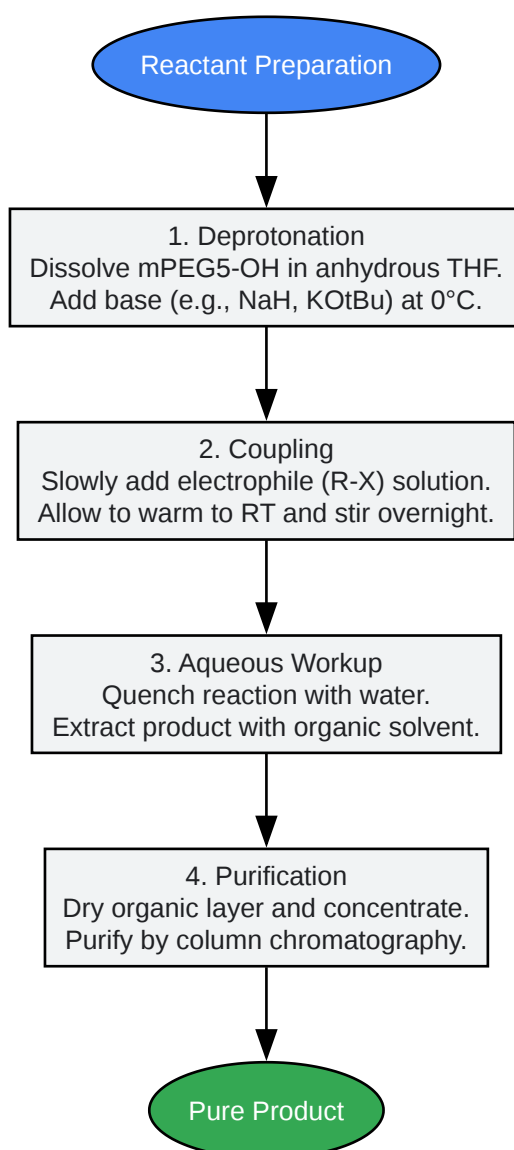 Reactant Preparation
1. Deprotonation
Dissolve mPEG5-OH in anhydrous THF.
Add base (e.g., NaH, KOtBu) at 0°C.
2. Coupling
Slowly add electrophile (R-X) solution.
Allow to warm to RT and stir overnight.
3. Aqueous Workup
Quench reaction with water.
Extract product with organic solvent.
4. Purification
Dry organic layer and concentrate.
Purify by column chromatography.
Pure Product